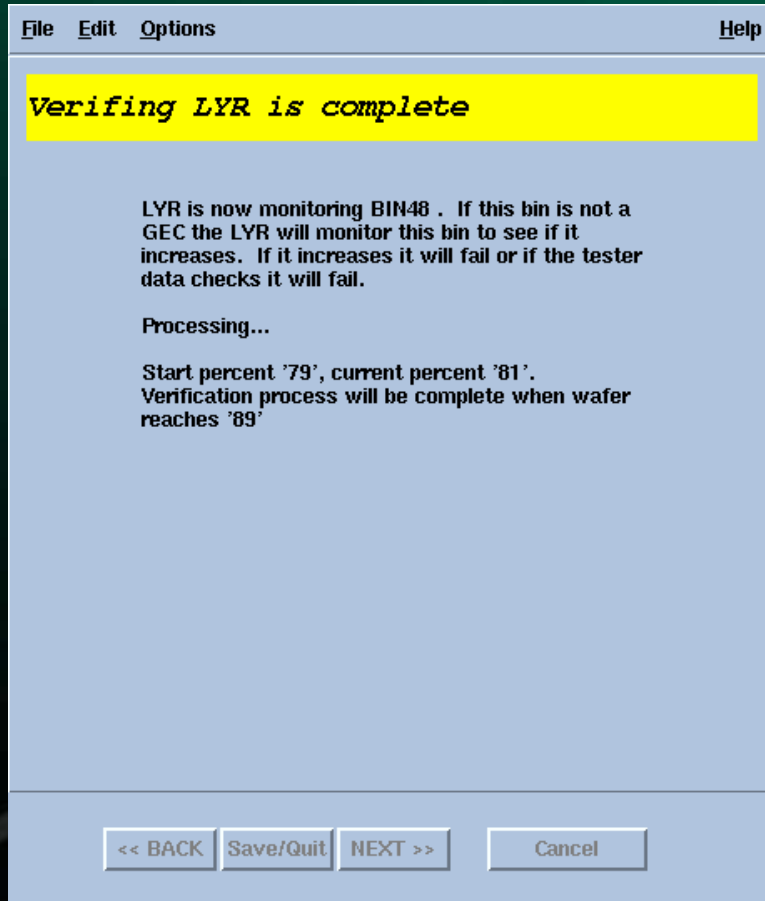 File Edit Options Help
Verifing LYR is complete
LYR is now monitoring BIN48 . If this bin is not a
GEC the LYR will monitor this bin to see if it
increases. If it increases it will fail or if the tester
data checks it will fail.
Processing...
Start percent '79', current percent '81'.
Verification process will be complete when wafer
reaches '89'
<< BACK Save/Quit NEXT >> Cancel